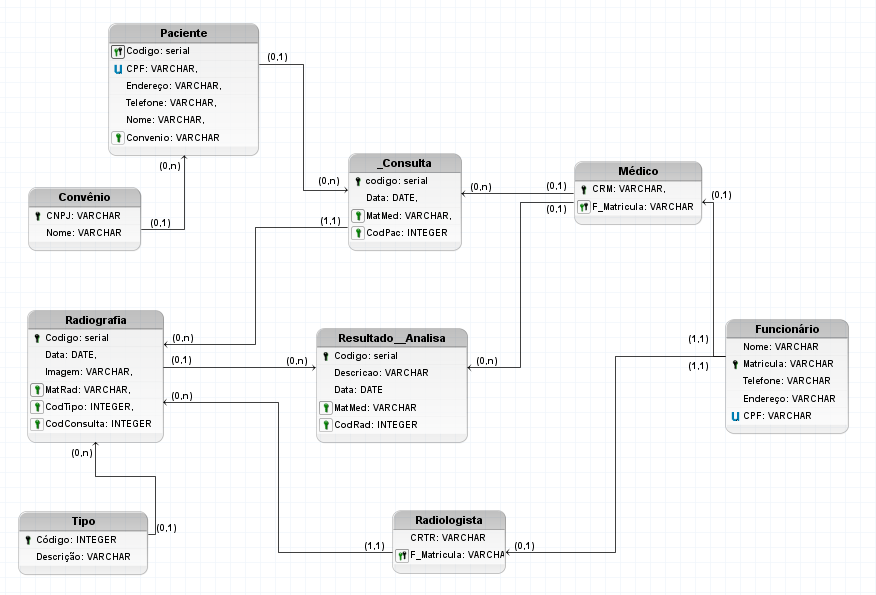 Paciente
Codigo: serial
CPF: VARCHAR,
Endereço: VARCHAR,
Telefone: VARCHAR,
Nome: VARCHAR,
Convenio: VARCHAR
(0,1)
(0,n)
Convênio
CNPJ: VARCHAR
Nome: VARCHAR
(0,1)
(0,n)
_Consulta
codigo: serial
Data: DATE,
MatMed: VARCHAR,
CodPac: INTEGER
(1,1)
(0,n)
(0,1)
(0,1)
Médico
CRM: VARCHAR,
F_Matricula: VARCHAR
(0,1)
Radiografia
Codigo: serial
Data: DATE,
Imagem: VARCHAR,
MatRad: VARCHAR,
CodTipo: INTEGER,
CodConsulta: INTEGER
(0,n)
(0,1)
(0,n)
(0,n)
Resultado__Analisa
Codigo: serial
Descricao: VARCHAR
Data: DATE
MatMed: VARCHAR
CodRad: INTEGER
(0,n)
(0,n)
Funcionário
Nome: VARCHAR
Matricula: VARCHAR
Telefone: VARCHAR
Endereço: VARCHAR
CPF: VARCHAR
(1,1)
(1,1)
Tipo
Código: INTEGER
Descrição: VARCHAR
(0,1)
Radiologista
CRTR: VARCHAR
F_Matricula: VARCHA
(1,1)
(0,1)